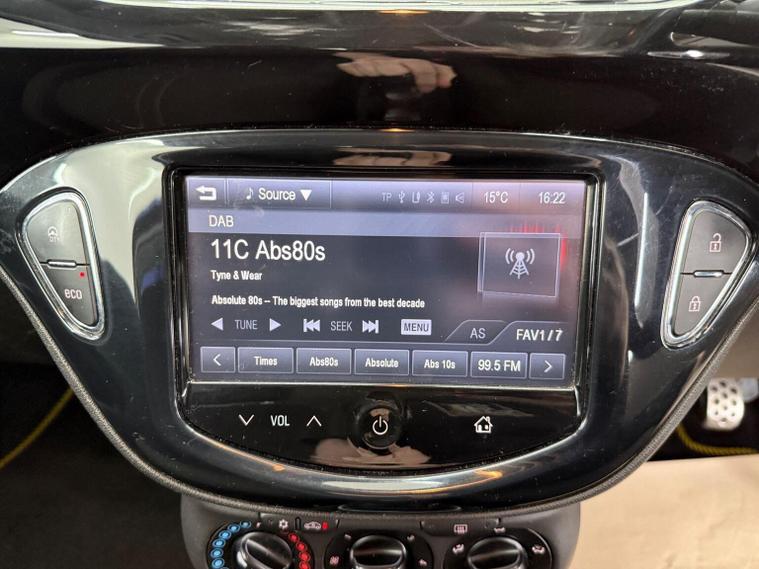 Source ▼ TP 15°C 16:22
DAB
11C Abs80s
Tyne & Wear
Absolute 80s -- The biggest songs from the best decade
TUNE SEEK MENU AS FAV1/7
Times Abs80s Absolute Abs 10s 99.5 FM
eco
VOL